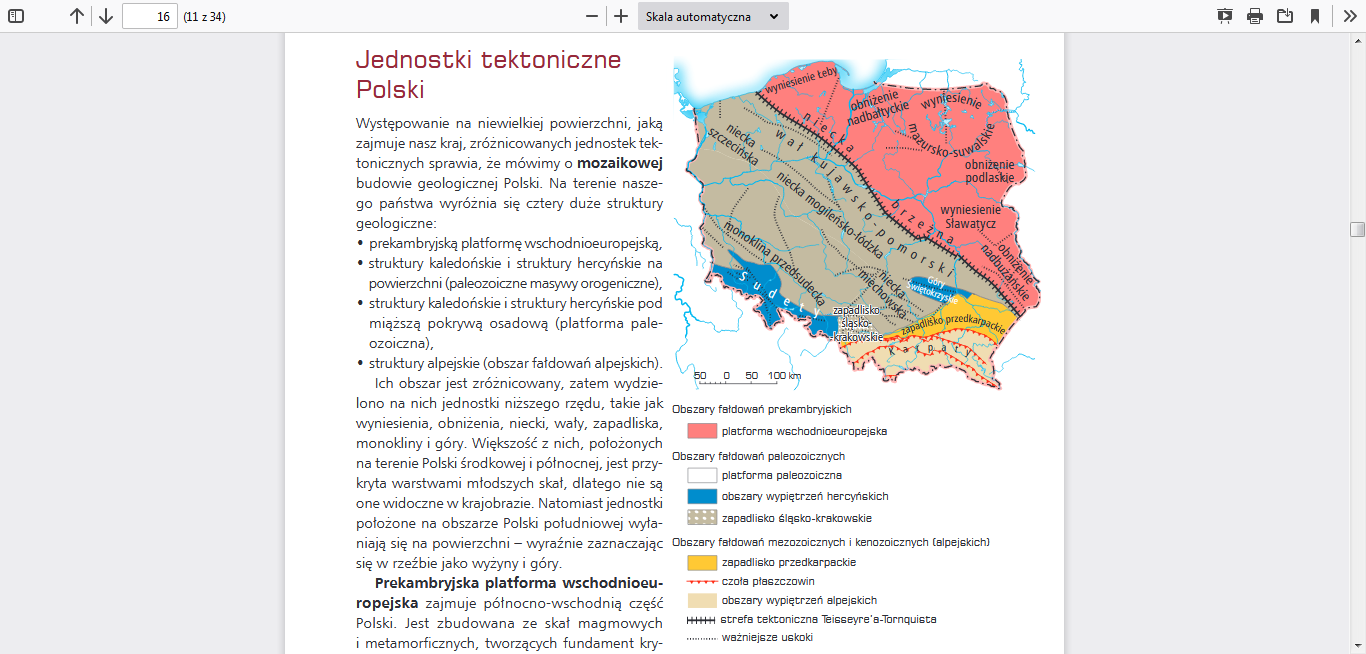 16 (11 z 34) Skala automatyczna
Jednostki tektoniczne
Polski
Występowanie na niewielkiej powierzchni, jaką
zajmuje nasz kraj, zróżnicowanych jednostek tek-
tonicznych sprawia, że mówimy o mozaikowej
budowie geologicznej Polski. Na terenie nasze-
go państwa wyróżnia się cztery duże struktury
geologiczne:
• prekambryjską platformę wschodnioeuropejską,
• struktury kaledońskie i struktury hercyńskie na
powierzchni (paleozoiczne masywy orogeniczne),
• struktury kaledońskie i struktury hercyńskie pod
miąższą pokrywą osadową (platforma pale-
ozoiczna),
• struktury alpejskie (obszar fałdowań alpejskich).
Ich obszar jest zróżnicowany, zatem wydzie-
lono na nich jednostki niższego rzędu, takie jak
wyniesienia, obniżenia, niecki, wały, zapadliska,
monokliny i góry. Większość z nich, położonych
na terenie Polski środkowej i północnej, jest przy-
kryta warstwami młodszych skał, dlatego nie są
one widoczne w krajobrazie. Natomiast jednostki
położone na obszarze Polski południowej wyła-
niają się na powierzchni – wyraźnie zaznaczając
się w rzeźbie jako wyżyny i góry.
Prekambryjska platforma wschodnioeu-
ropejska zajmuje północno-wschodnią część
Polski. Jest zbudowana ze skał magmowych
i metamorficznych, tworzących fundament kry-
wyniesienie Łeby
obniżenie
nadbałtyckie
wyniesienie
mazursko-suwalskie
obniżenie
podlaskie
wyniesienie
Sławatycz
obniżenie
nadbużańskie
niecka
brzeżna
wał kujawsko-pomorski
niecka
szczecińska
niecka mogileńsko-łódzka
monoklina przedsudecka
niecka
miechowska
Góry
Świętokrzyskie
Sudety
zapadlisko
śląsko-
-krakowskie
zapadlisko przedkarpackie
Karpaty
50 0 50 100 km
Obszary fałdowań prekambryjskich
platforma wschodnioeuropejska
Obszary fałdowań paleozoicznych
platforma paleozoiczna
obszary wypiętrzeń hercyńskich
zapadlisko śląsko-krakowskie
Obszary fałdowań mezozoicznych i kenozoicznych (alpejskich)
zapadlisko przedkarpackie
czoła płaszczowin
obszary wypiętrzeń alpejskich
strefa tektoniczna Teisseyre'a-Tornquista
ważniejsze uskoki